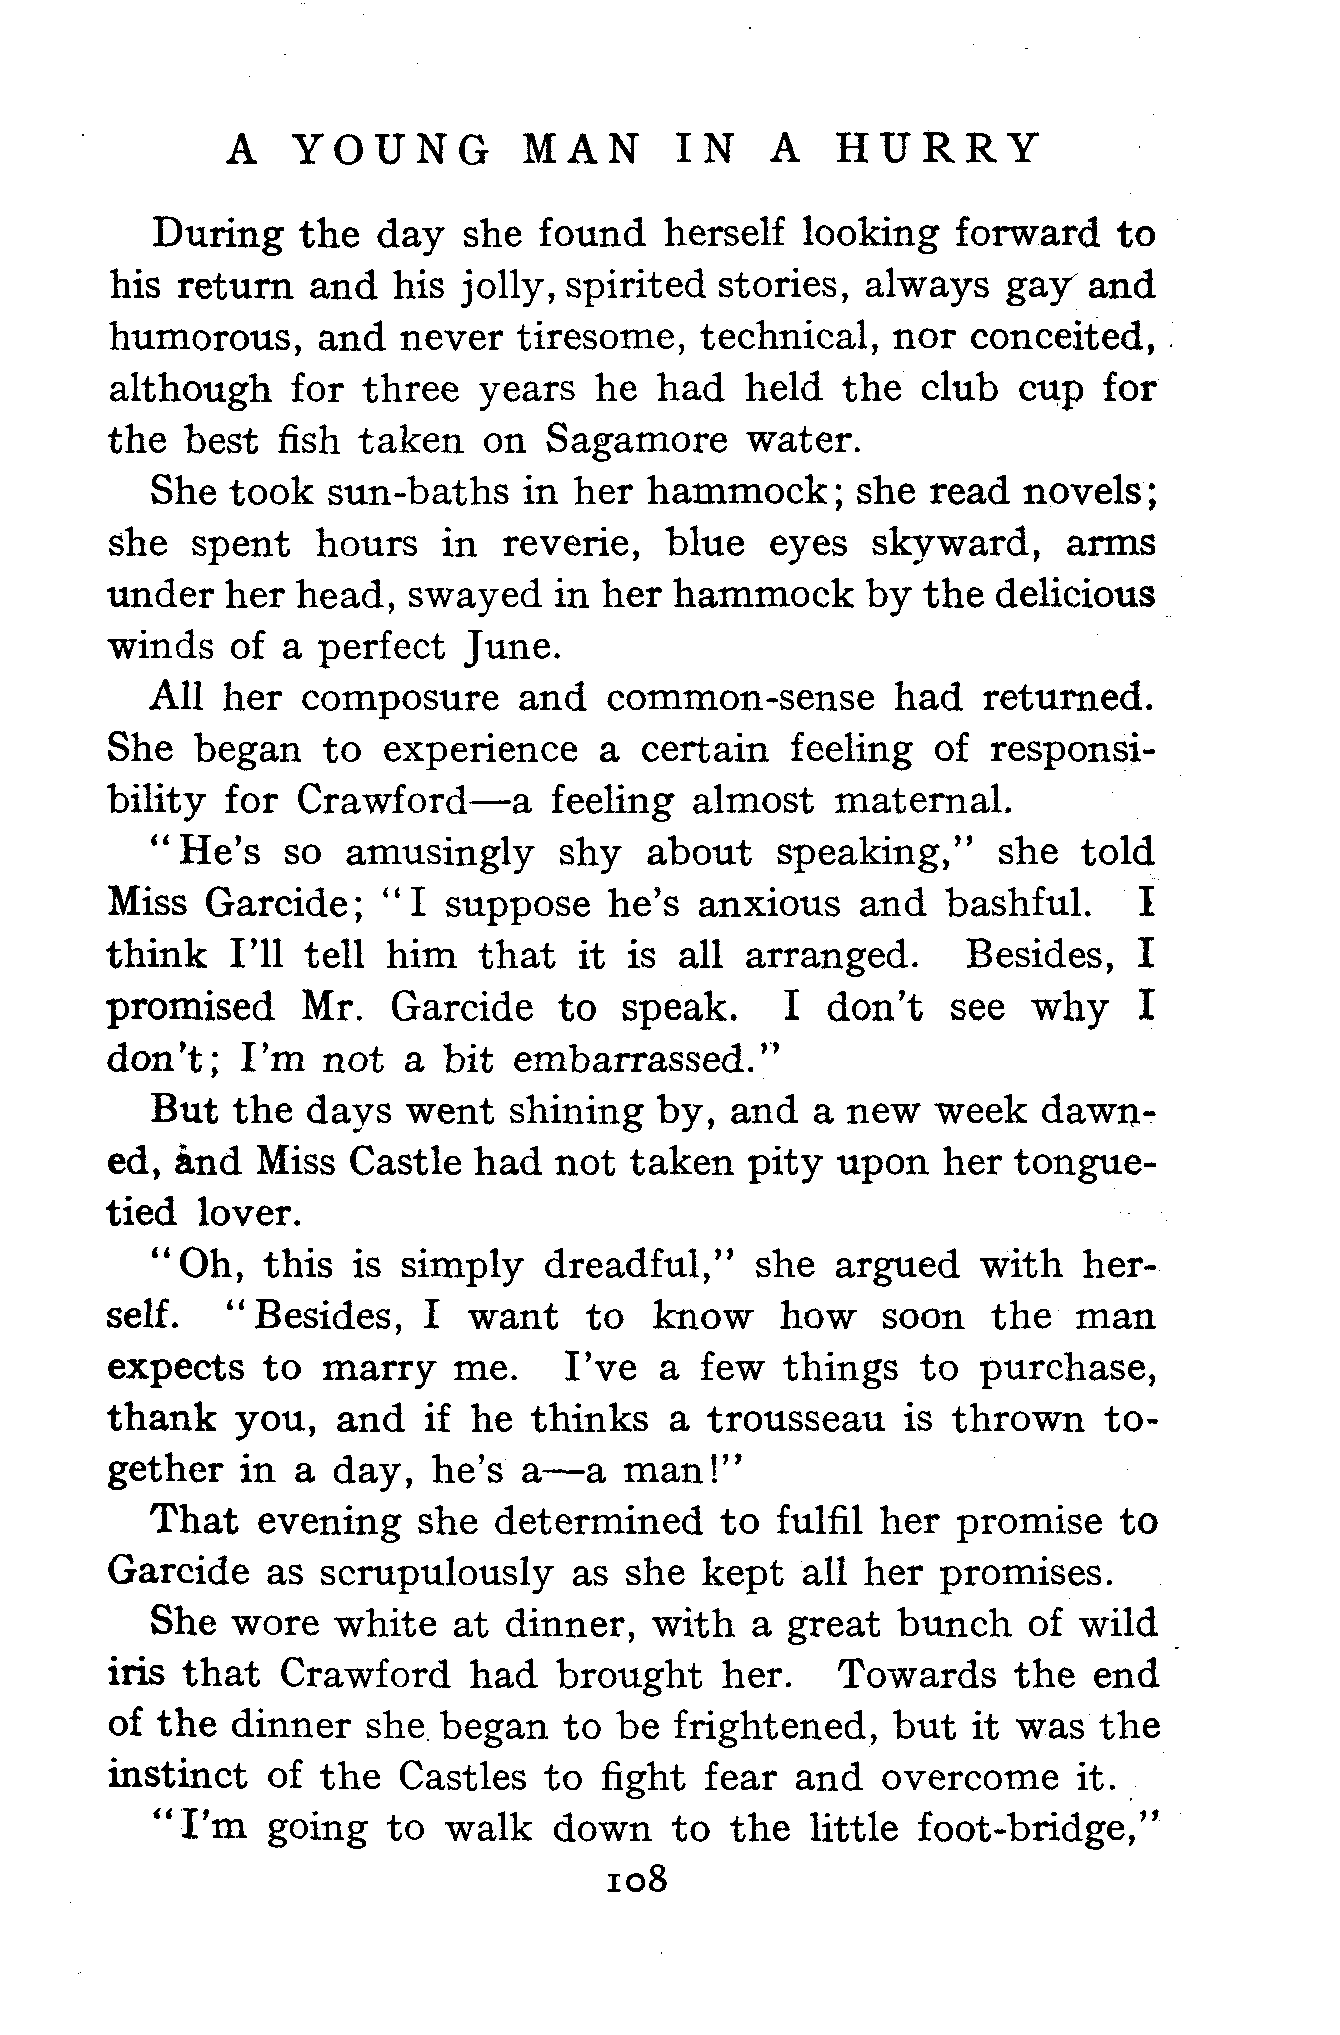 A YOUNG MAN IN A HURRY
During the day she found herself looking forward to
his return and his jolly, spirited stories, always gay and
humorous, and never tiresome, technical, nor conceited,
although for three years he had held the club cup for
the best fish taken on Sagamore water.
She took sun-baths in her hammock; she read novels;
she spent hours in reverie, blue eyes skyward, arms
under her head, swayed in her hammock by the delicious
winds of a perfect June.
All her composure and common-sense had returned.
She began to experience a certain feeling of responsi-
bility for Crawford—a feeling almost maternal.
"He's so amusingly shy about speaking," she told
Miss Garcide; "I suppose he's anxious and bashful. I
think I'll tell him that it is all arranged. Besides, I
promised Mr. Garcide to speak. I don't see why I
don't; I'm not a bit embarrassed."
But the days went shining by, and a new week dawn-
ed, and Miss Castle had not taken pity upon her tongue-
tied lover.
"Oh, this is simply dreadful," she argued with her-
self. "Besides, I want to know how soon the man
expects to marry me. I've a few things to purchase,
thank you, and if he thinks a trousseau is thrown to-
gether in a day, he's a—a man!"
That evening she determined to fulfil her promise to
Garcide as scrupulously as she kept all her promises.
She wore white at dinner, with a great bunch of wild
iris that Crawford had brought her. Towards the end
of the dinner she began to be frightened, but it was the
instinct of the Castles to fight fear and overcome it.
"I'm going to walk down to the little foot-bridge,"
108